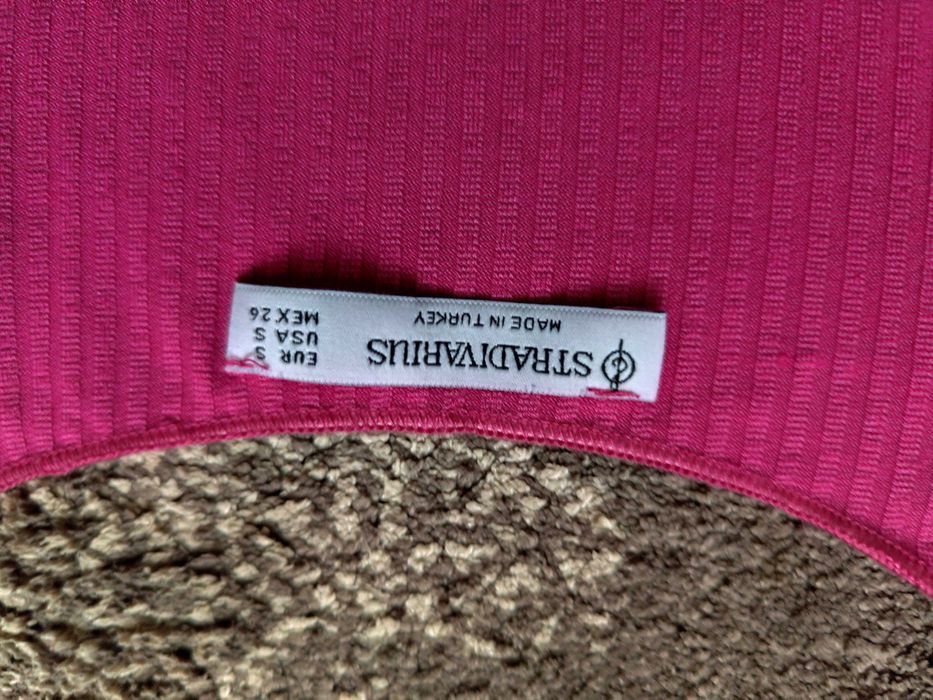 STRADIVARIUS
MADE IN TURKEY
EUR S
USA S
MEX 26